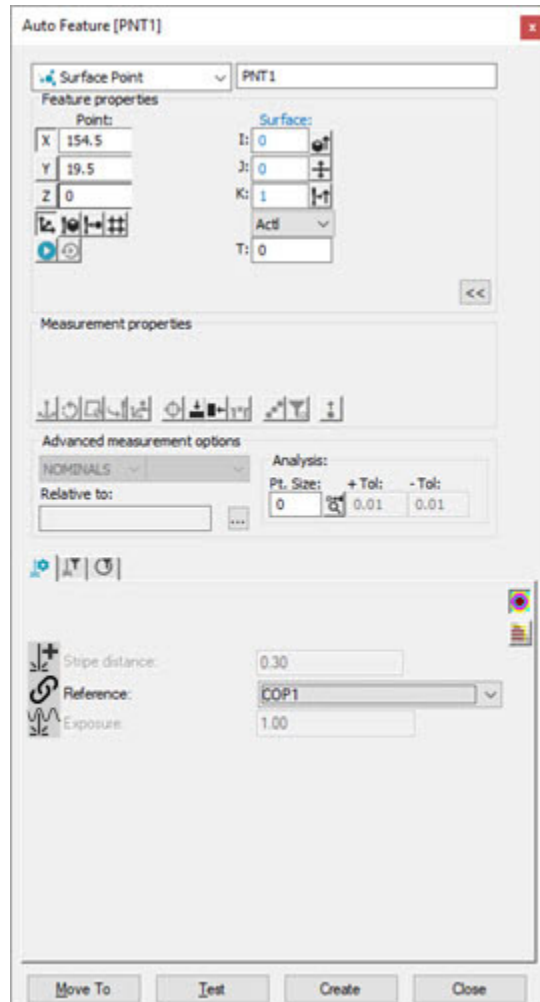 Auto Feature [PNT1]
x
Surface Point PNT1
Feature properties
Point: Surface:
X 154.5 I: 0
Y 19.5 J: 0
Z 0 K: 1
Actl
T: 0
<<
Measurement properties
Advanced measurement options
NOMINALS Analysis:
Pt. Size: + Tol: - Tol:
Relative to: 0 0.01 0.01
...
Stripe distance: 0.30
Reference: COP1
Exposure: 1.00
Move To Test Create Close